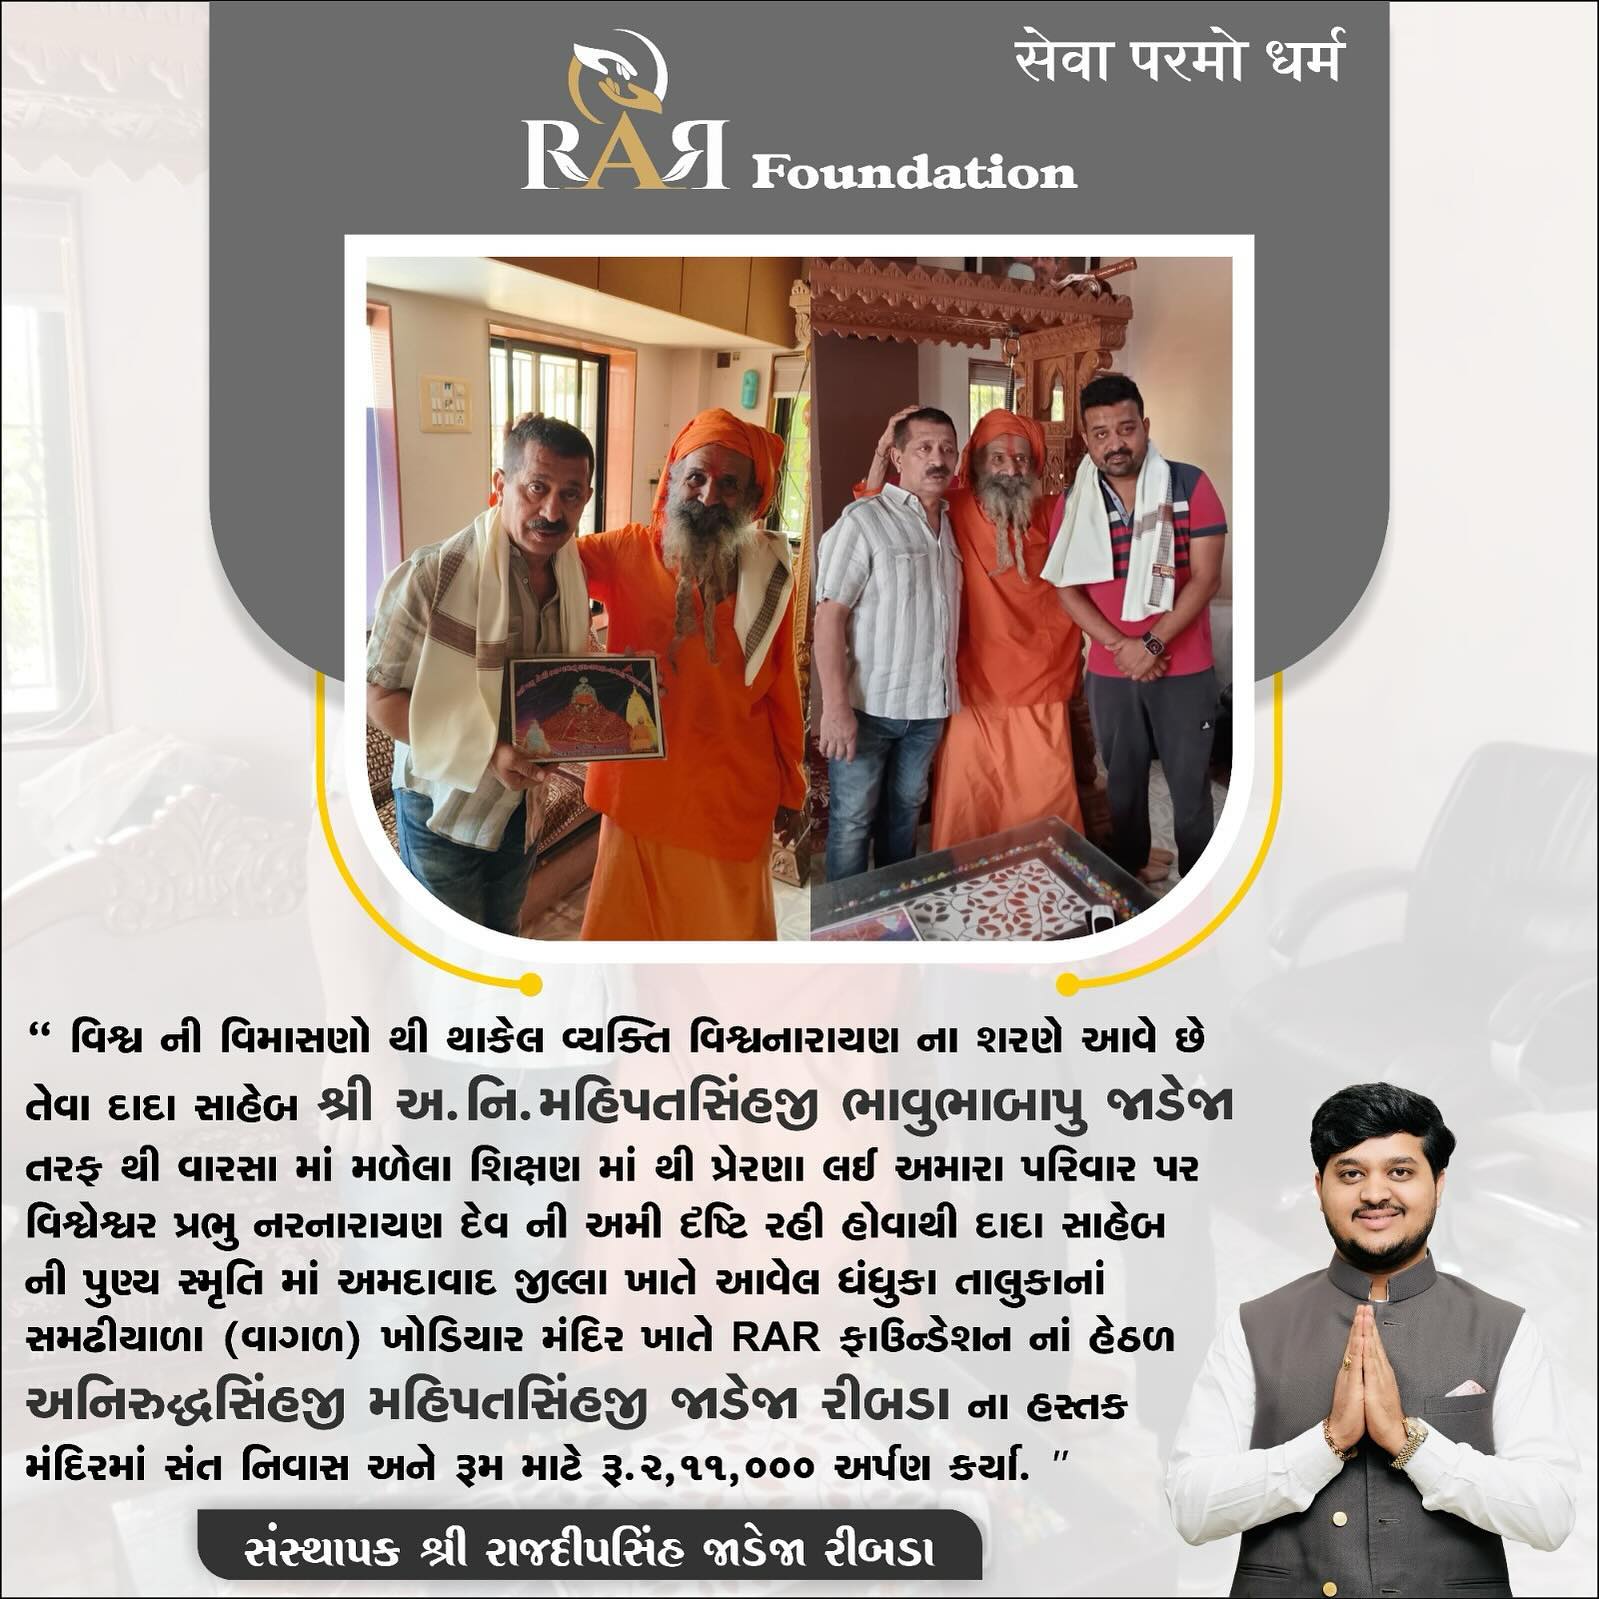 सेवा परमो धर्म
RAR Foundation
“ વિશ્વ ની વિમાસણો થી થાકેલ વ્યક્તિ વિશ્વનારાયણ ના શરણે આવે છે
તેવા દાદા સાહેબ શ્રી અ.નિ.મહિપતસિંહજી ભાવુભાબાપુ જાડેજા
તરફ થી વારસા માં મળેલા શિક્ષણ માં થી પ્રેરણા લઈ અમારા પરિવાર પર
વિશ્વેશ્વર પ્રભુ નરનારાયણ દેવ ની અમી દૃષ્ટિ રહી હોવાથી દાદા સાહેબ
ની પુણ્ય સ્મૃતિ માં અમદાવાદ જીલ્લા ખાતે આવેલ ધંધુકા તાલુકાનાં
સમઢીયાળા (વાગળ) ખોડિયાર મંદિર ખાતે RAR ફાઉન્ડેશન નાં હેઠળ
અનિરુદ્ધસિંહજી મહિપતસિંહજી જાડેજા રીબડા ના હસ્તક
મંદિરમાં સંત નિવાસ અને રૂમ માટે રૂ.૨,૧૧,૦૦૦ અર્પણ કર્યા. ”
સંસ્થાપક શ્રી રાજદીપસિંહ જાડેજા રીબડા